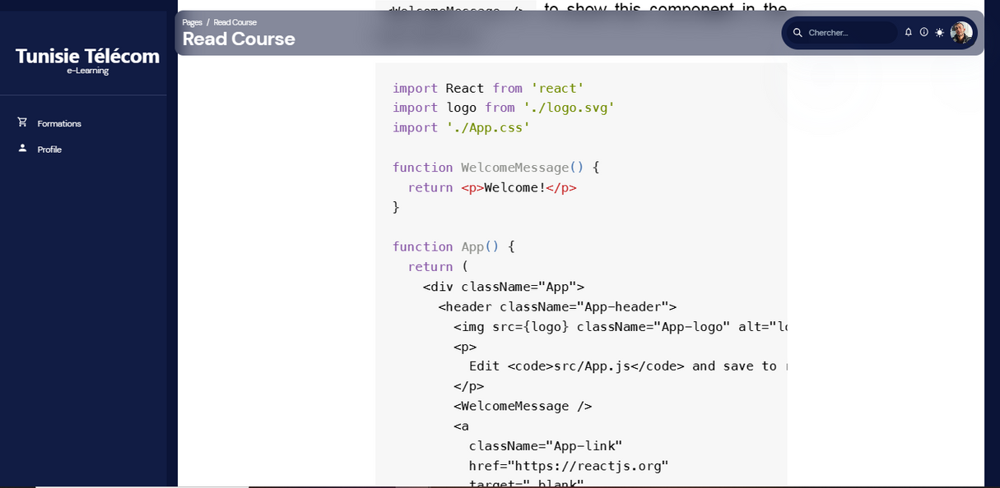 <WelcomeMessage /> to show this component in the
Pages / Read Course
Read Course
Chercher...
Tunisie Télécom
e-Learning
Formations
Profile
import React from 'react'
import logo from './logo.svg'
import './App.css'
function WelcomeMessage() {
return <p>Welcome!</p>
}
function App() {
return (
<div className="App">
<header className="App-header">
<img src={logo} className="App-logo" alt="lo
<p>
Edit <code>src/App.js</code> and save to
</p>
<WelcomeMessage />
<a
className="App-link"
href="https://reactjs.org"
target="_blank"